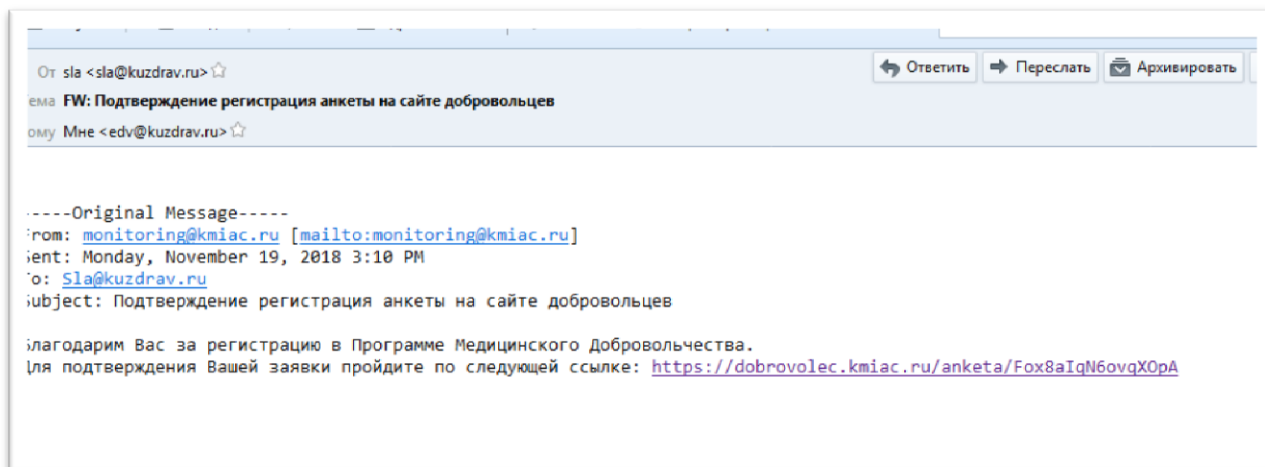 От sla <sla@kuzdrav.ru>
Ответить Переслать Архивировать
ема FW: Подтверждение регистрация анкеты на сайте добровольцев
ому Мне <edv@kuzdrav.ru>
-----Original Message-----
From: monitoring@kmiac.ru [mailto:monitoring@kmiac.ru]
Sent: Monday, November 19, 2018 3:10 PM
To: Sla@kuzdrav.ru
Subject: Подтверждение регистрация анкеты на сайте добровольцев
Благодарим Вас за регистрацию в Программе Медицинского Добровольчества.
Для подтверждения Вашей заявки пройдите по следующей ссылке: https://dobrovolec.kmiac.ru/anketa/Fox8aIqN6ovqXOpA